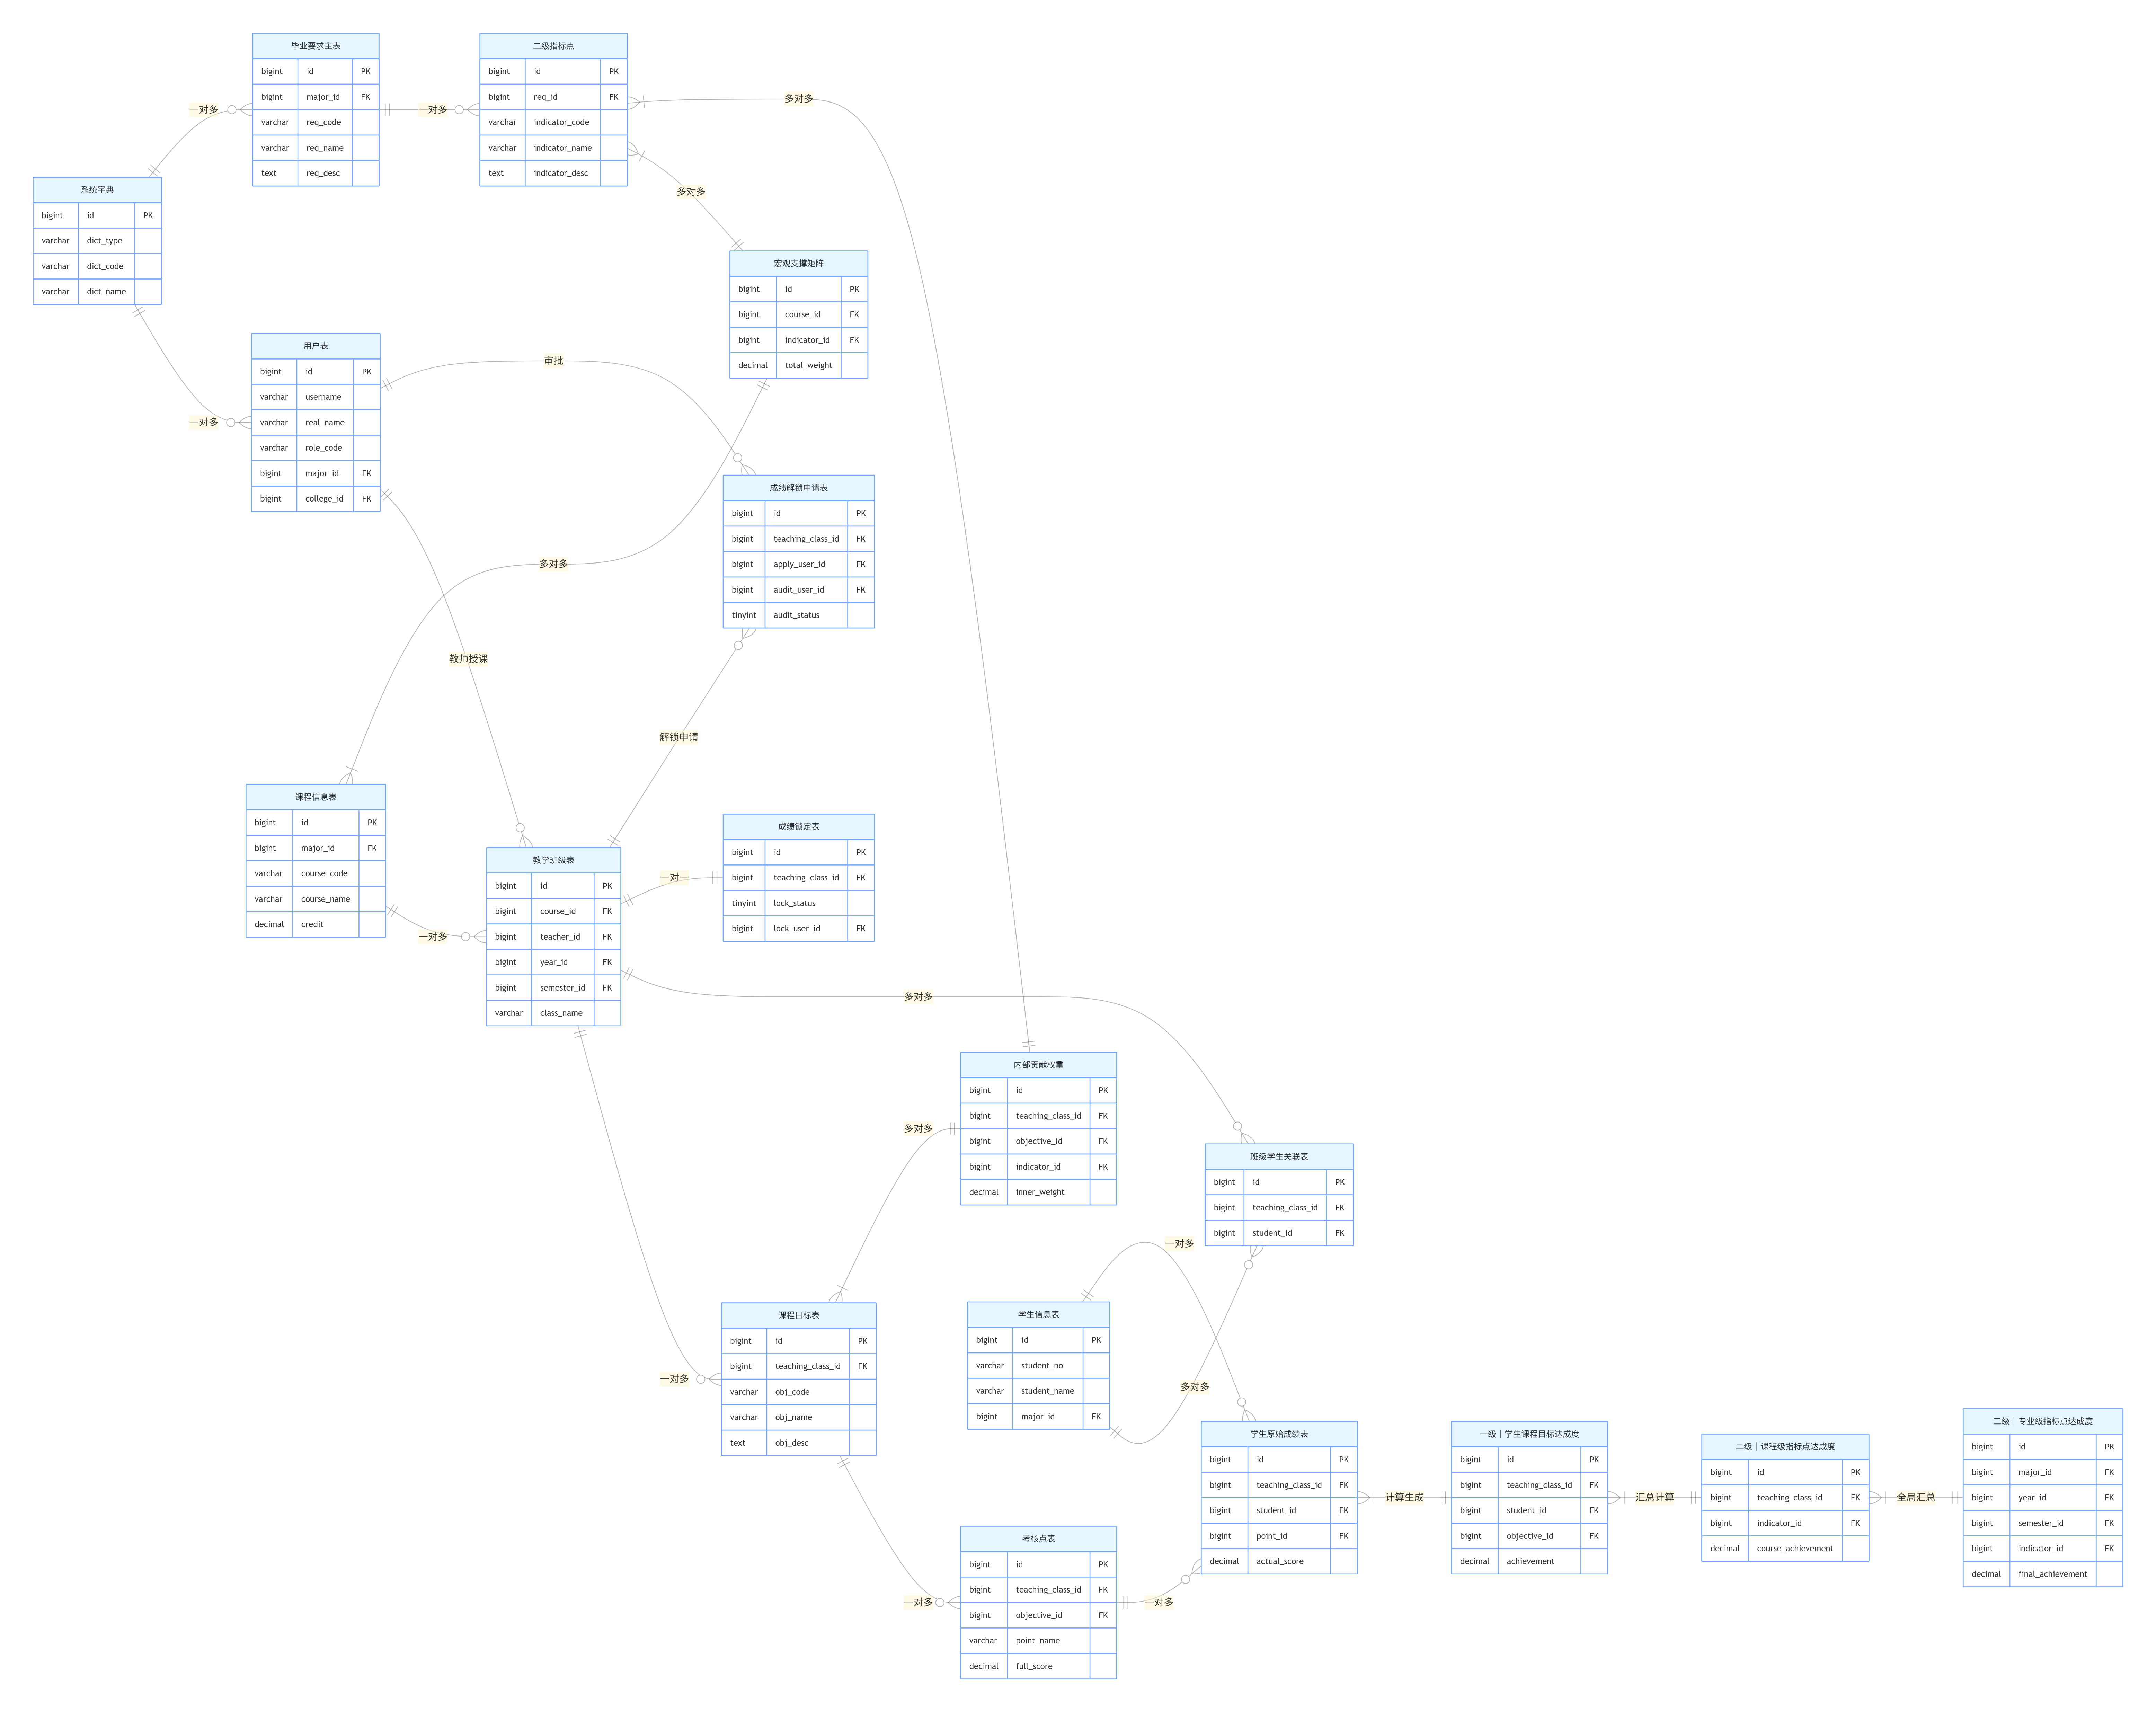 毕业要求主表
bigint id PK
bigint major_id FK
varchar req_code
varchar req_name
text req_desc
二级指标点
bigint id PK
bigint req_id FK
varchar indicator_code
varchar indicator_name
text indicator_desc
一对多
一对多
多对多
多对多
系统字典
bigint id PK
varchar dict_type
varchar dict_code
varchar dict_name
宏观支撑矩阵
bigint id PK
bigint course_id FK
bigint indicator_id FK
decimal total_weight
用户表
bigint id PK
varchar username
varchar real_name
varchar role_code
bigint major_id FK
bigint college_id FK
一对多
审批
成绩解锁申请表
bigint id PK
bigint teaching_class_id FK
bigint apply_user_id FK
bigint audit_user_id FK
tinyint audit_status
多对多
教师授课
解锁申请
课程信息表
bigint id PK
bigint major_id FK
varchar course_code
varchar course_name
decimal credit
一对多
教学班级表
bigint id PK
bigint course_id FK
bigint teacher_id FK
bigint year_id FK
bigint semester_id FK
varchar class_name
一对一
成绩锁定表
bigint id PK
bigint teaching_class_id FK
tinyint lock_status
bigint lock_user_id FK
多对多
内部贡献权重
bigint id PK
bigint teaching_class_id FK
bigint objective_id FK
bigint indicator_id FK
decimal inner_weight
多对多
班级学生关联表
bigint id PK
bigint teaching_class_id FK
bigint student_id FK
一对多
课程目标表
bigint id PK
bigint teaching_class_id FK
varchar obj_code
varchar obj_name
text obj_desc
一对多
学生信息表
bigint id PK
varchar student_no
varchar student_name
bigint major_id FK
多对多
学生原始成绩表
bigint id PK
bigint teaching_class_id FK
bigint student_id FK
bigint point_id FK
decimal actual_score
计算生成
一级｜学生课程目标达成度
bigint id PK
bigint teaching_class_id FK
bigint student_id FK
bigint objective_id FK
decimal achievement
汇总计算
二级｜课程级指标点达成度
bigint id PK
bigint teaching_class_id FK
bigint indicator_id FK
decimal course_achievement
全局汇总
三级｜专业级指标点达成度
bigint id PK
bigint major_id FK
bigint year_id FK
bigint semester_id FK
bigint indicator_id FK
decimal final_achievement
考核点表
bigint id PK
bigint teaching_class_id FK
bigint objective_id FK
varchar point_name
decimal full_score
一对多
一对多